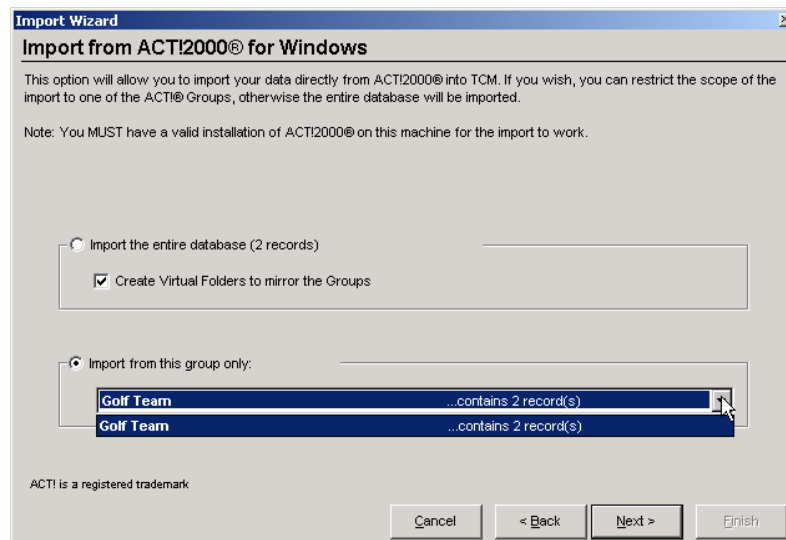 Import Wizard
Import from ACT!2000® for Windows
This option will allow you to import your data directly from ACT!2000® into TCM. If you wish, you can restrict the scope of the
import to one of the ACT!® Groups, otherwise the entire database will be imported.
Note: You MUST have a valid installation of ACT!2000® on this machine for the import to work.
Import the entire database (2 records)
Create Virtual Folders to mirror the Groups
Import from this group only:
Golf Team ...contains 2 record(s)
Golf Team ...contains 2 record(s)
ACT! is a registered trademark
Cancel < Back Next > Finish